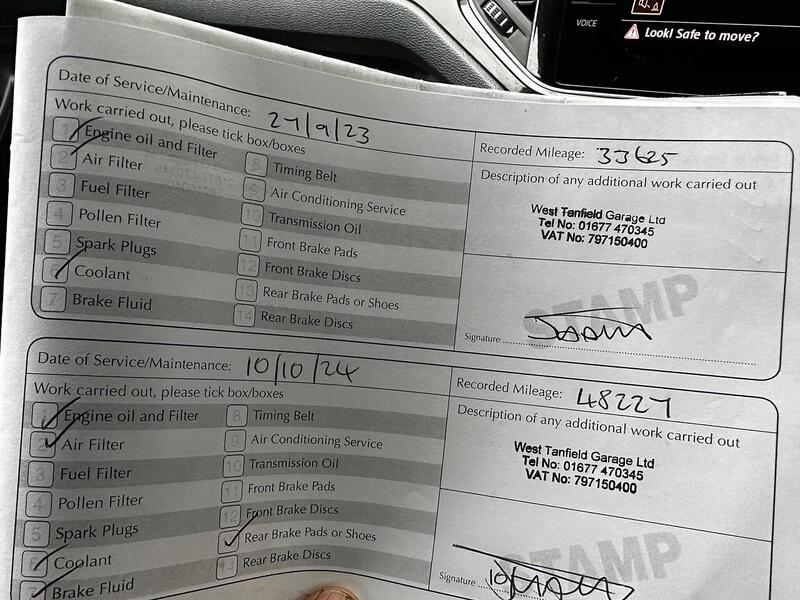 VOICE
Look! Safe to move?
Date of Service/Maintenance: 27/9/23
Work carried out, please tick box/boxes
1 Engine oil and Filter
2 Air Filter
3 Fuel Filter
4 Pollen Filter
5 Spark Plugs
6 Coolant
7 Brake Fluid
8 Timing Belt
9 Air Conditioning Service
10 Transmission Oil
11 Front Brake Pads
12 Front Brake Discs
13 Rear Brake Pads or Shoes
14 Rear Brake Discs
Recorded Mileage: 33625
Description of any additional work carried out
West Tanfield Garage Ltd
Tel No: 01677 470345
VAT No: 797150400
STAMP
Signature
Date of Service/Maintenance: 10/10/24
Work carried out, please tick box/boxes
1 Engine oil and Filter
2 Air Filter
3 Fuel Filter
4 Pollen Filter
5 Spark Plugs
6 Coolant
Brake Fluid
8 Timing Belt
9 Air Conditioning Service
10 Transmission Oil
11 Front Brake Pads
12 Front Brake Discs
Rear Brake Pads or Shoes
14 Rear Brake Discs
Recorded Mileage: 48227
Description of any additional work carried out
West Tanfield Garage Ltd
Tel No: 01677 470345
VAT No: 797150400
STAMP
Signature